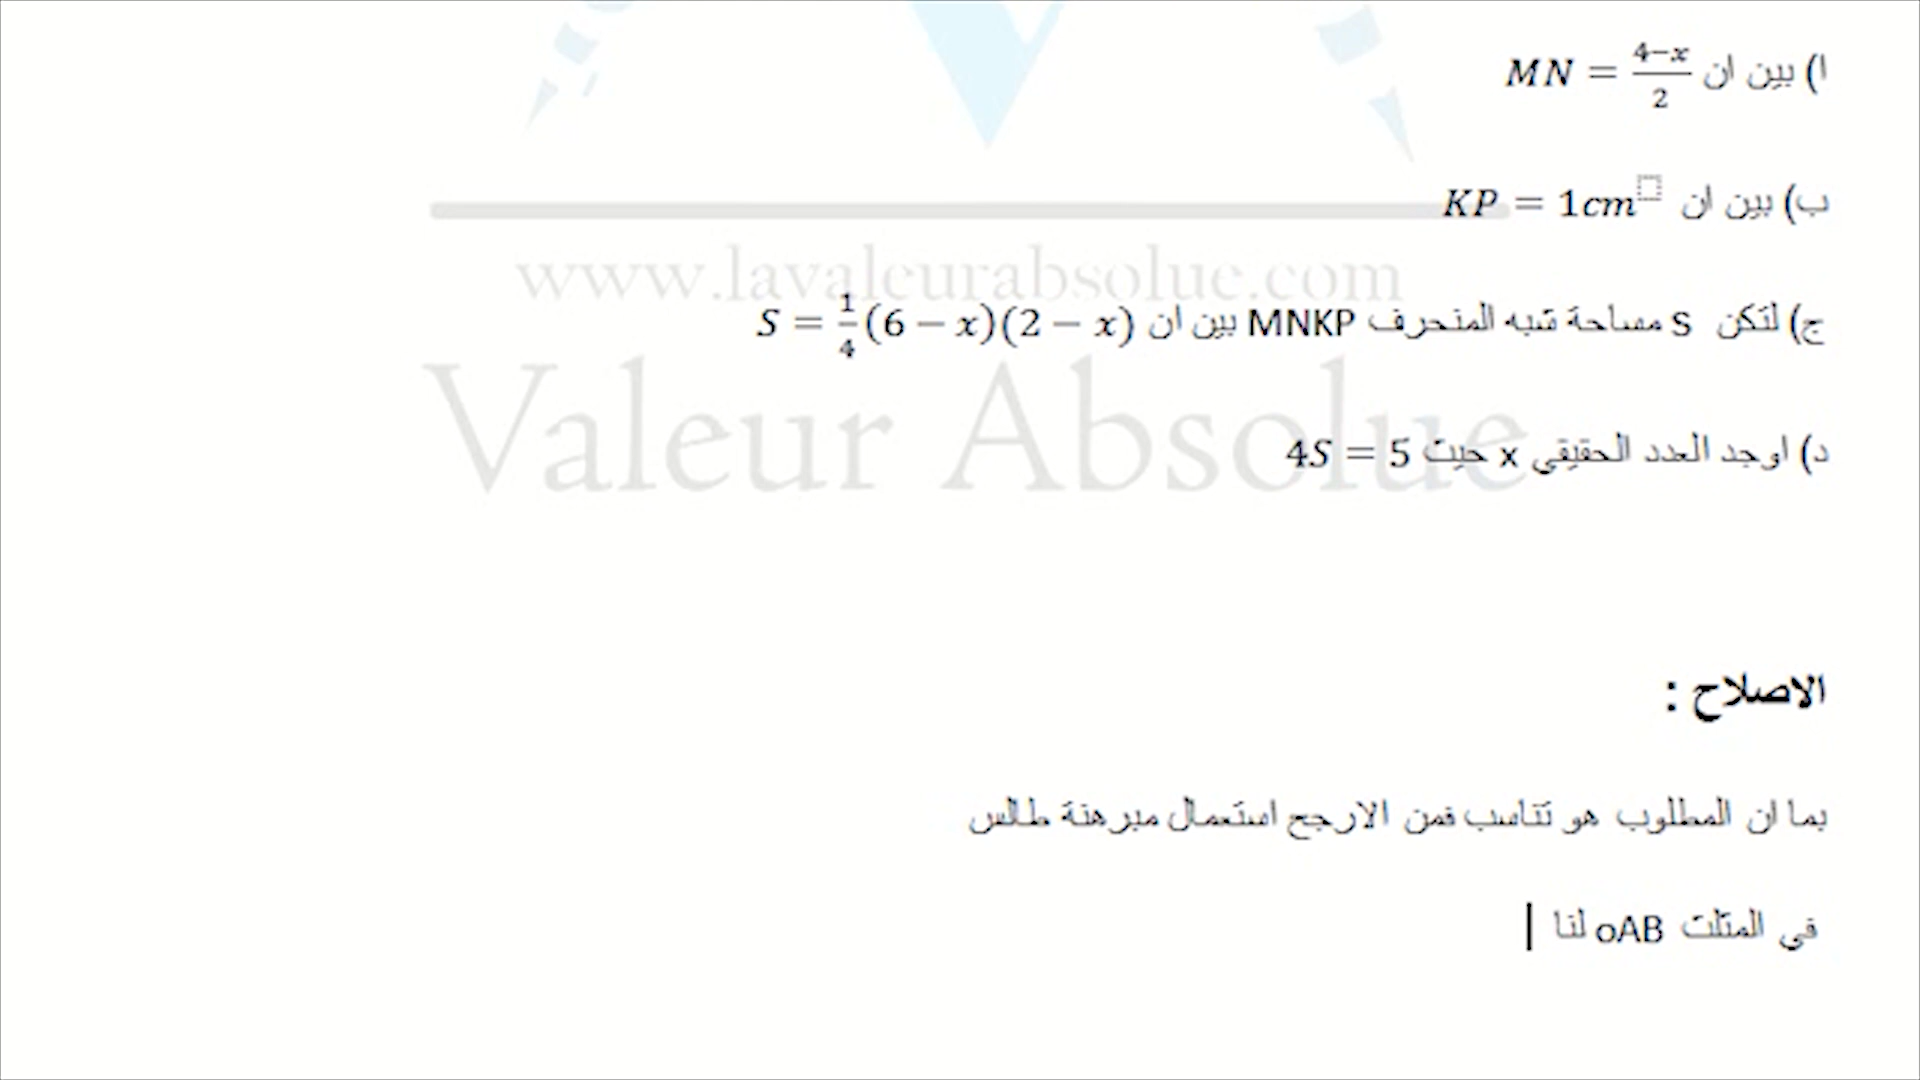 ا) بين ان MN = \frac{4-x}{2}
ب) بين ان KP = 1cm
www.lavaleurabsolue.com
ج) لتكن S مساحة شبه المنحرف MNKP بين ان S = \frac{1}{4}(6 − x)(2 − x)
Valeur Absolue
د) اوجد العدد الحقيقي x حيث 4S = 5
الاصلاح :
بما ان المطلوب هو تناسب فمن الارجح استعمال مبرهنة طالس
في المثلث oAB لنا